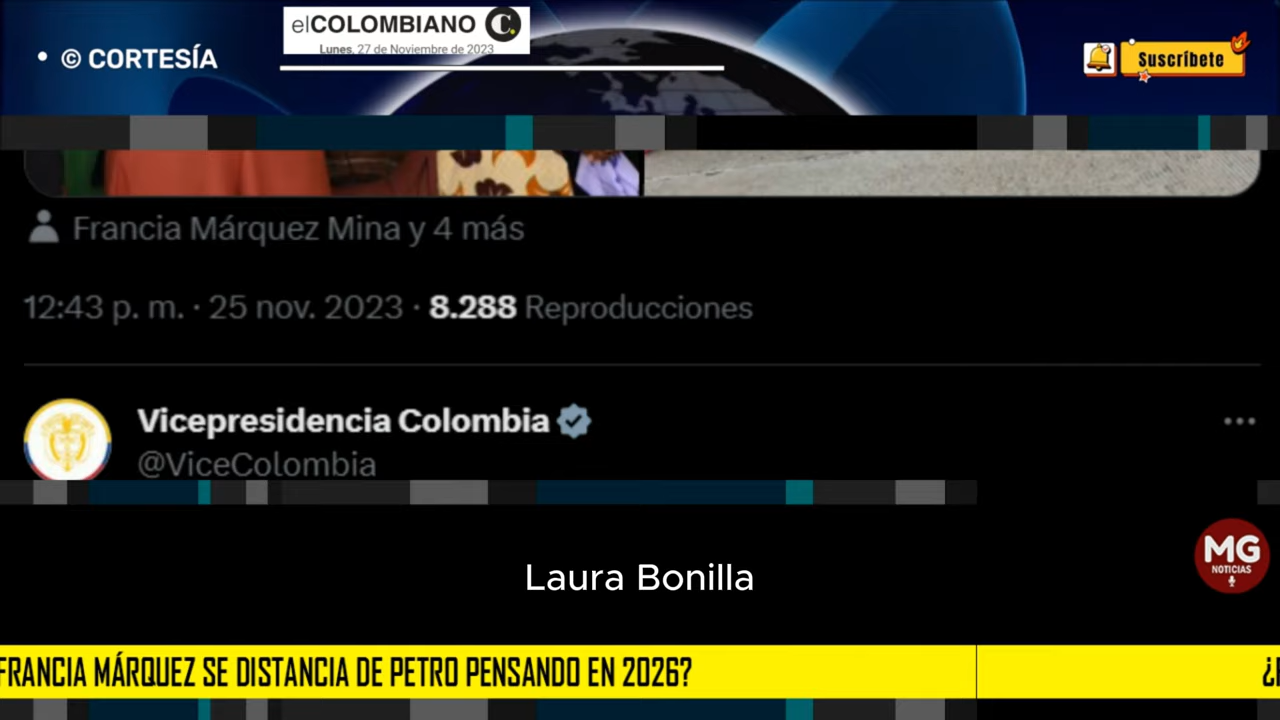 elCOLOMBIANO C.
Lunes, 27 de Noviembre de 2023
• © CORTESÍA
Suscríbete
Francia Márquez Mina y 4 más
12:43 p. m. · 25 nov. 2023 · 8.288 Reproducciones
Vicepresidencia Colombia
@ViceColombia
MG
NOTICIAS
Laura Bonilla
FRANCIA MÁRQUEZ SE DISTANCIA DE PETRO PENSANDO EN 2026?